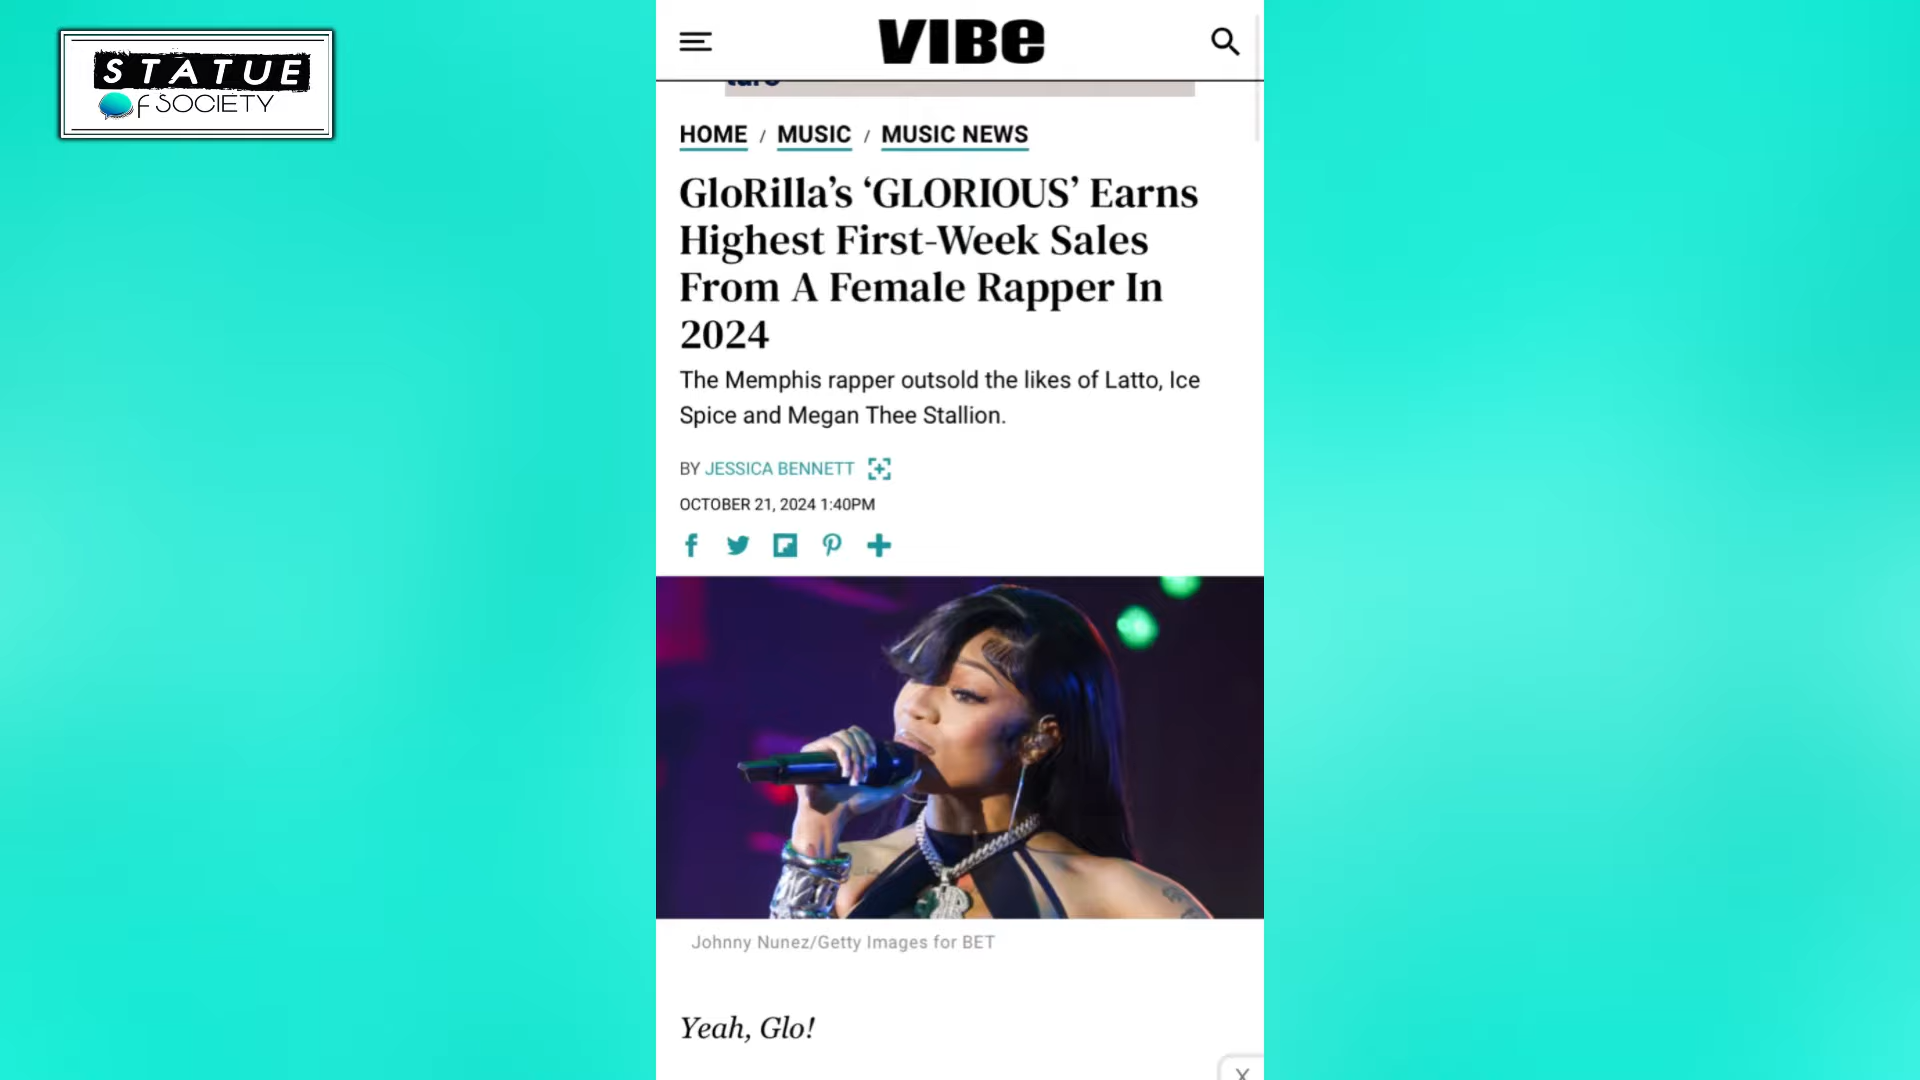 STATUE
OF SOCIETY
VIBE
HOME / MUSIC / MUSIC NEWS
GloRilla’s ‘GLORIOUS’ Earns
Highest First-Week Sales
From A Female Rapper In
2024
The Memphis rapper outsold the likes of Latto, Ice
Spice and Megan Thee Stallion.
BY JESSICA BENNETT
OCTOBER 21, 2024 1:40PM
Johnny Nunez/Getty Images for BET
Yeah, Glo!
X